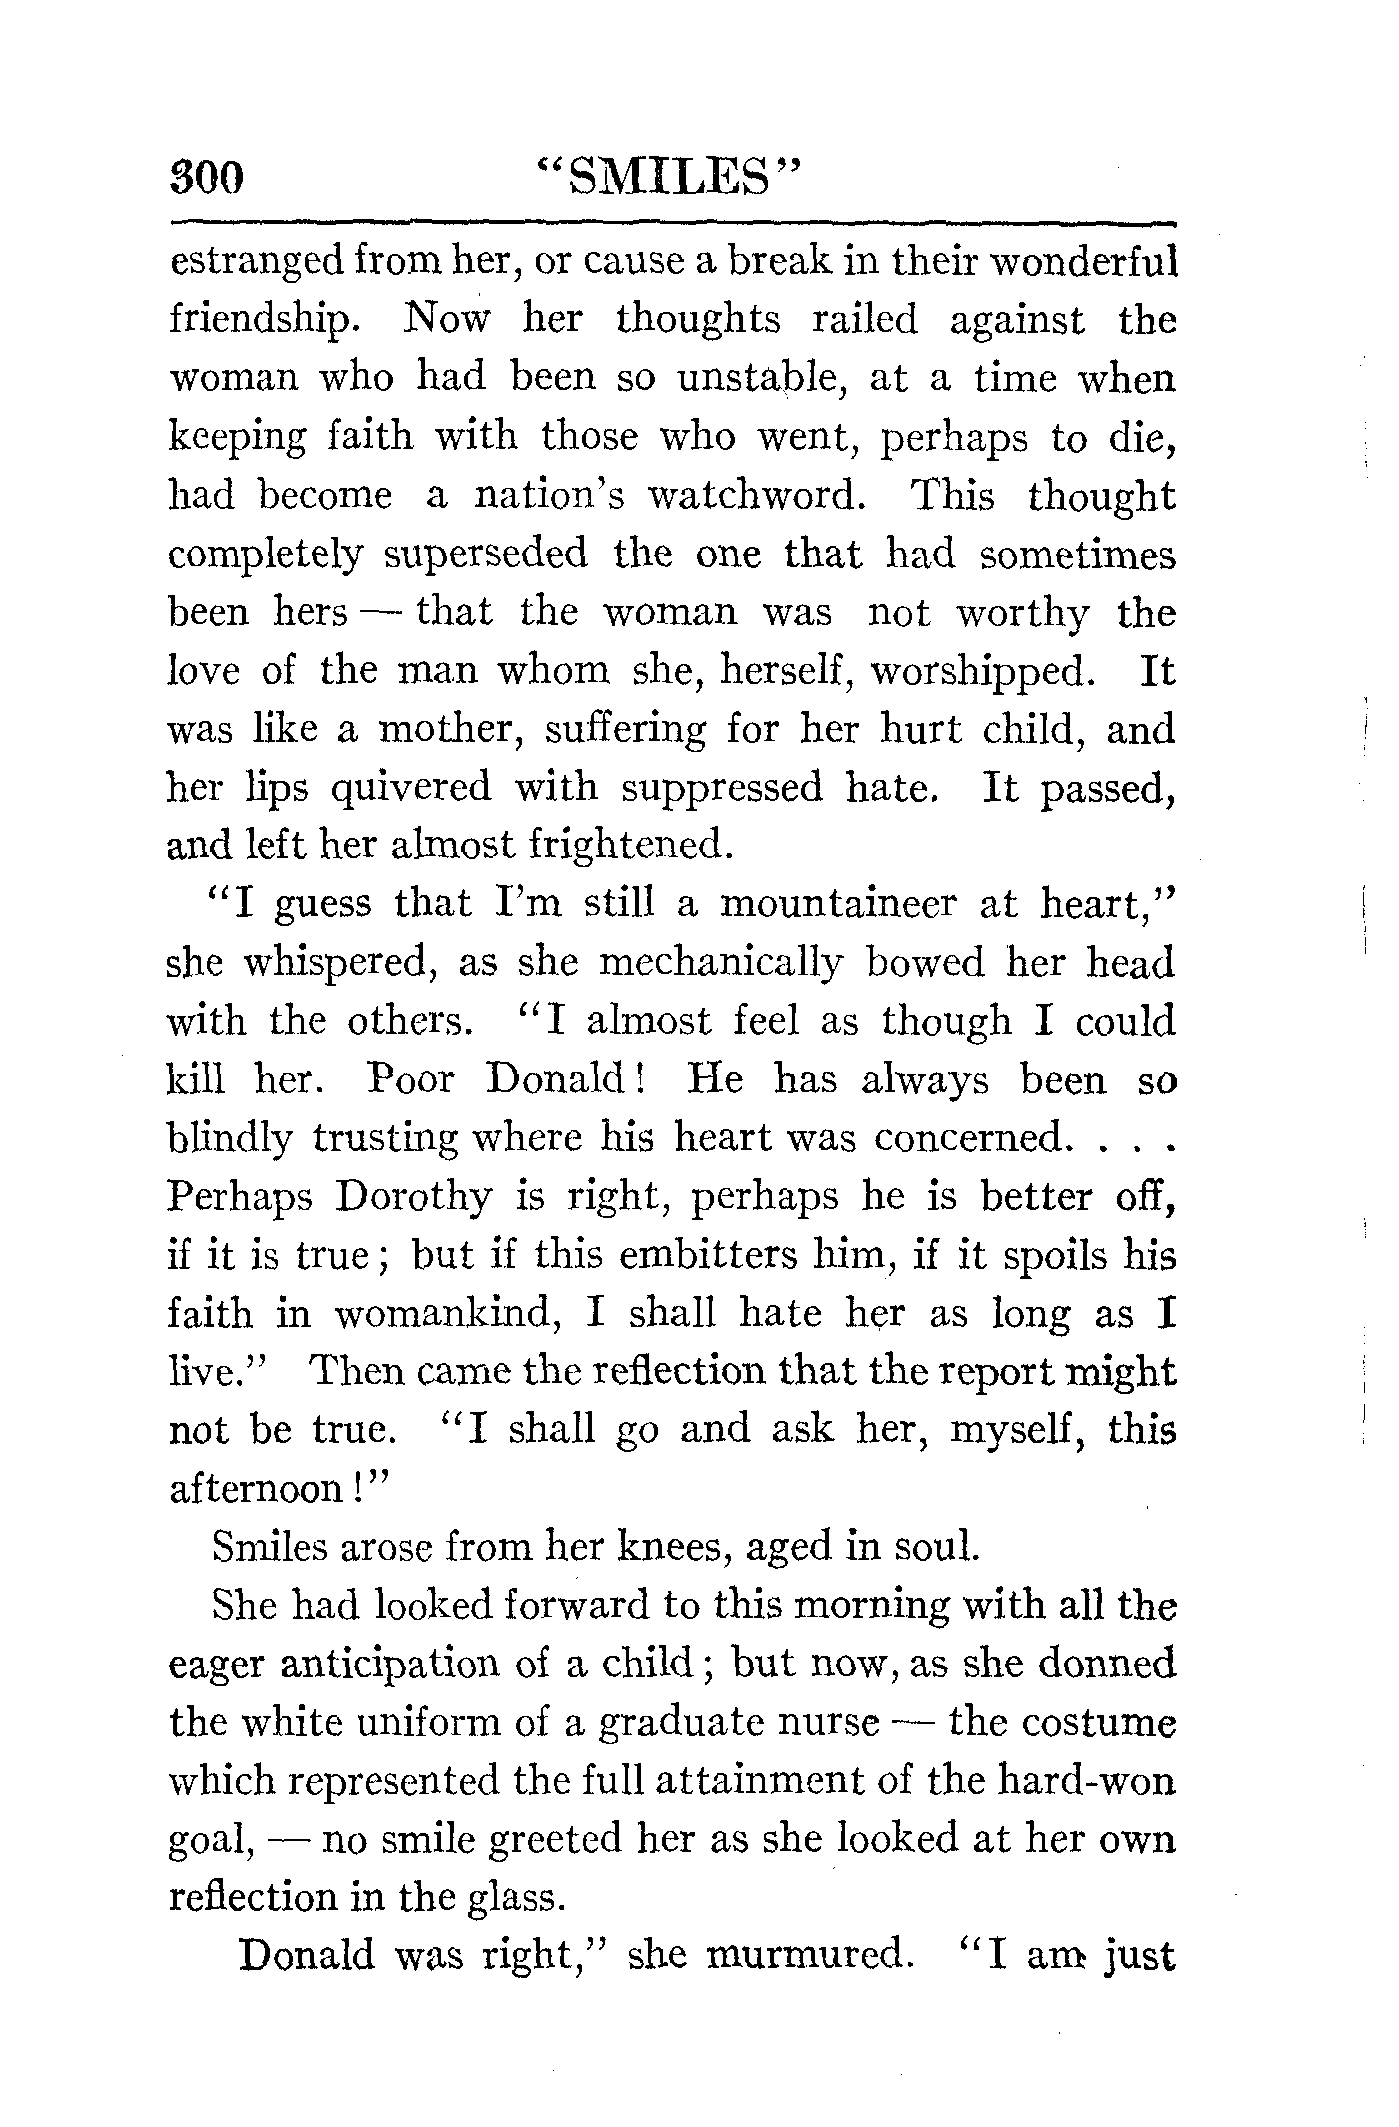 300 "SMILES"
estranged from her, or cause a break in their wonderful
friendship. Now her thoughts railed against the
woman who had been so unstable, at a time when
keeping faith with those who went, perhaps to die,
had become a nation's watchword. This thought
completely superseded the one that had sometimes
been hers — that the woman was not worthy the
love of the man whom she, herself, worshipped. It
was like a mother, suffering for her hurt child, and
her lips quivered with suppressed hate. It passed,
and left her almost frightened.
"I guess that I'm still a mountaineer at heart,"
she whispered, as she mechanically bowed her head
with the others. "I almost feel as though I could
kill her. Poor Donald! He has always been so
blindly trusting where his heart was concerned. . . .
Perhaps Dorothy is right, perhaps he is better off,
if it is true; but if this embitters him, if it spoils his
faith in womankind, I shall hate her as long as I
live." Then came the reflection that the report might
not be true. "I shall go and ask her, myself, this
afternoon!"
Smiles arose from her knees, aged in soul.
She had looked forward to this morning with all the
eager anticipation of a child; but now, as she donned
the white uniform of a graduate nurse — the costume
which represented the full attainment of the hard-won
goal, — no smile greeted her as she looked at her own
reflection in the glass.
Donald was right," she murmured. "I am just